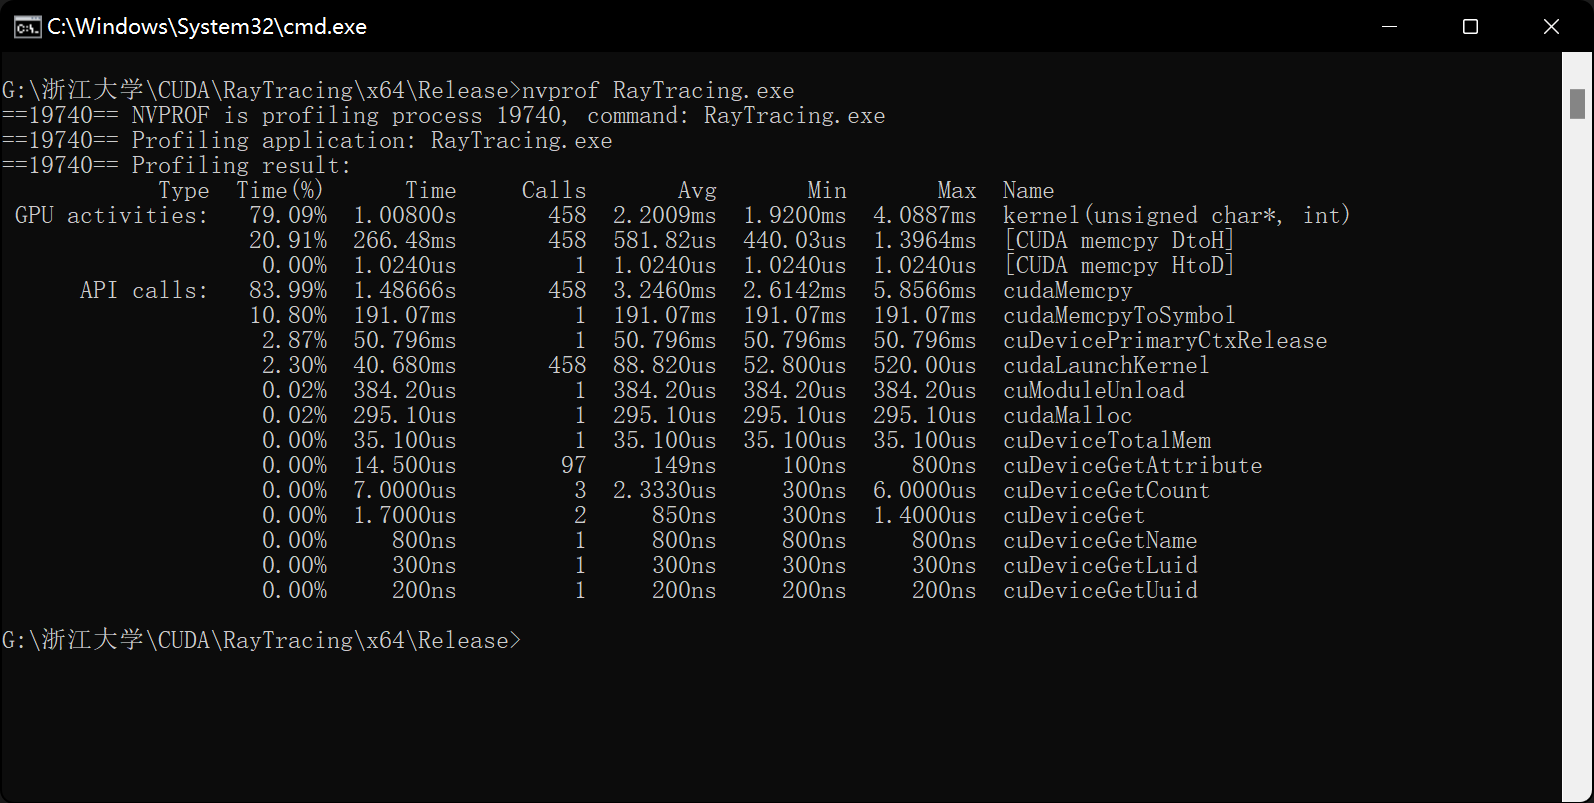 C:\Windows\System32\cmd.exe
G:\浙江大学\CUDA\RayTracing\x64\Release>nvprof RayTracing.exe
==19740== NVPROF is profiling process 19740, command: RayTracing.exe
==19740== Profiling application: RayTracing.exe
==19740== Profiling result:
Type Time(%) Time Calls Avg Min Max Name
GPU activities: 79.09% 1.00800s 458 2.2009ms 1.9200ms 4.0887ms kernel(unsigned char*, int)
20.91% 266.48ms 458 581.82us 440.03us 1.3964ms [CUDA memcpy DtoH]
0.00% 1.0240us 1 1.0240us 1.0240us 1.0240us [CUDA memcpy HtoD]
API calls: 83.99% 1.48666s 458 3.2460ms 2.6142ms 5.8566ms cudaMemcpy
10.80% 191.07ms 1 191.07ms 191.07ms 191.07ms cudaMemcpyToSymbol
2.87% 50.796ms 1 50.796ms 50.796ms 50.796ms cuDevicePrimaryCtxRelease
2.30% 40.680ms 458 88.820us 52.800us 520.00us cudaLaunchKernel
0.02% 384.20us 1 384.20us 384.20us 384.20us cuModuleUnload
0.02% 295.10us 1 295.10us 295.10us 295.10us cudaMalloc
0.00% 35.100us 1 35.100us 35.100us 35.100us cuDeviceTotalMem
0.00% 14.500us 97 149ns 100ns 800ns cuDeviceGetAttribute
0.00% 7.0000us 3 2.3330us 300ns 6.0000us cuDeviceGetCount
0.00% 1.7000us 2 850ns 300ns 1.4000us cuDeviceGet
0.00% 800ns 1 800ns 800ns 800ns cuDeviceGetName
0.00% 300ns 1 300ns 300ns 300ns cuDeviceGetLuid
0.00% 200ns 1 200ns 200ns 200ns cuDeviceGetUuid
G:\浙江大学\CUDA\RayTracing\x64\Release>